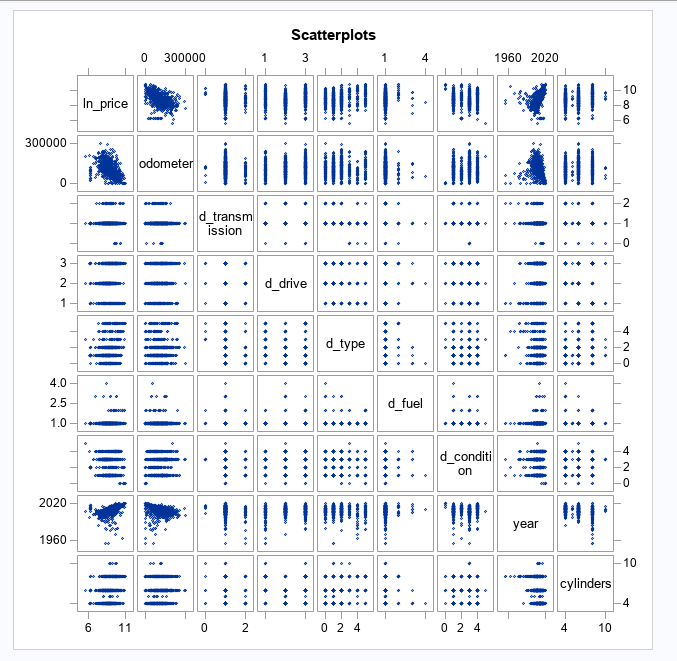 Scatterplots
0 300000 1 3 1 4 1960 2020
ln_price
10
8
6
300000
0
odometer
d_transm
ission
2
1
0
3
2
1
d_drive
d_type
4
2
0
4.0
2.5
1.0
d_fuel
d_conditi
on
4
2
0
2020
1960
year
cylinders
10
4
6 11 0 2 0 2 4 0 2 4 4 10